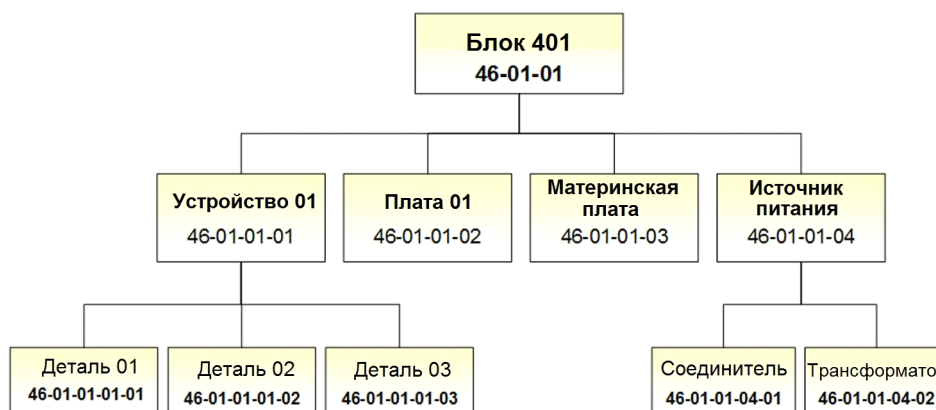 Блок 401
46-01-01
Устройство 01
46-01-01-01
Плата 01
46-01-01-02
Материнская
плата
46-01-01-03
Источник
питания
46-01-01-04
Деталь 01
46-01-01-01-01
Деталь 02
46-01-01-01-02
Деталь 03
46-01-01-01-03
Соединитель
46-01-01-04-01
Трансформато
46-01-01-04-02